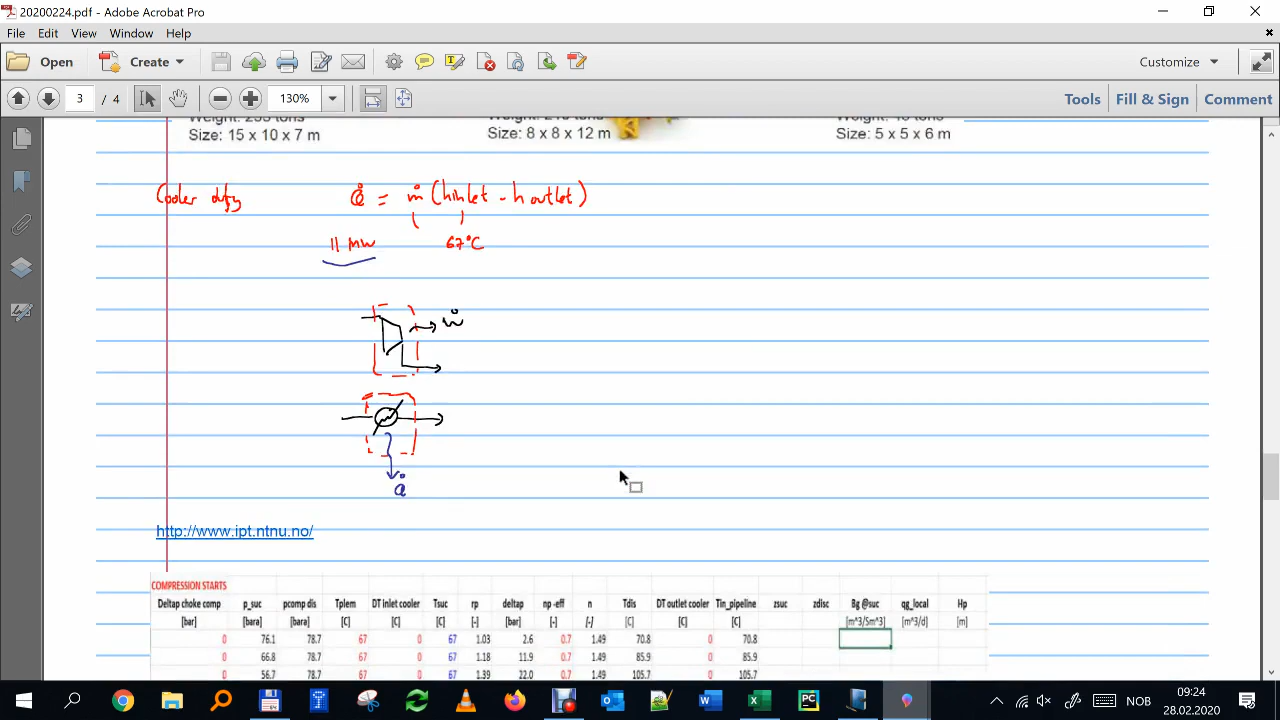 20200224.pdf - Adobe Acrobat Pro
File Edit View Window Help
Open Create Customize
3 / 4 130% Tools Fill & Sign Comment
Size: 15 x 10 x 7 m Size: 8 x 8 x 12 m Size: 5 x 5 x 6 m
Cooler duty Q̇ = ṁ (hinlet - h outlet)
11 MW 67°C
Ẇ
Q̇
http://www.ipt.ntnu.no/
COMPRESSION STARTS
Deltap choke comp p_suc pcomp dis Tplem DT inlet cooler Tsuc rp deltap np -eff n Tdis DT outlet cooler Tin_pipeline zsuc zdisc Bg @suc qg_local Hp
[bar] [bara] [bara] [C] [C] [C] [-] [bar] [-] [-] [C] [C] [C] [m^3/Sm^3] [m^3/d] [m]
0 76.1 78.7 67 0 67 1.03 2.6 0.7 1.49 70.8 0 70.8
0 66.8 78.7 67 0 67 1.18 11.9 0.7 1.49 85.9 0 85.9
0 56.7 78.7 67 0 67 1.39 22.0 0.7 1.49 105.7 0 105.7
NOB 09:24
28.02.2020